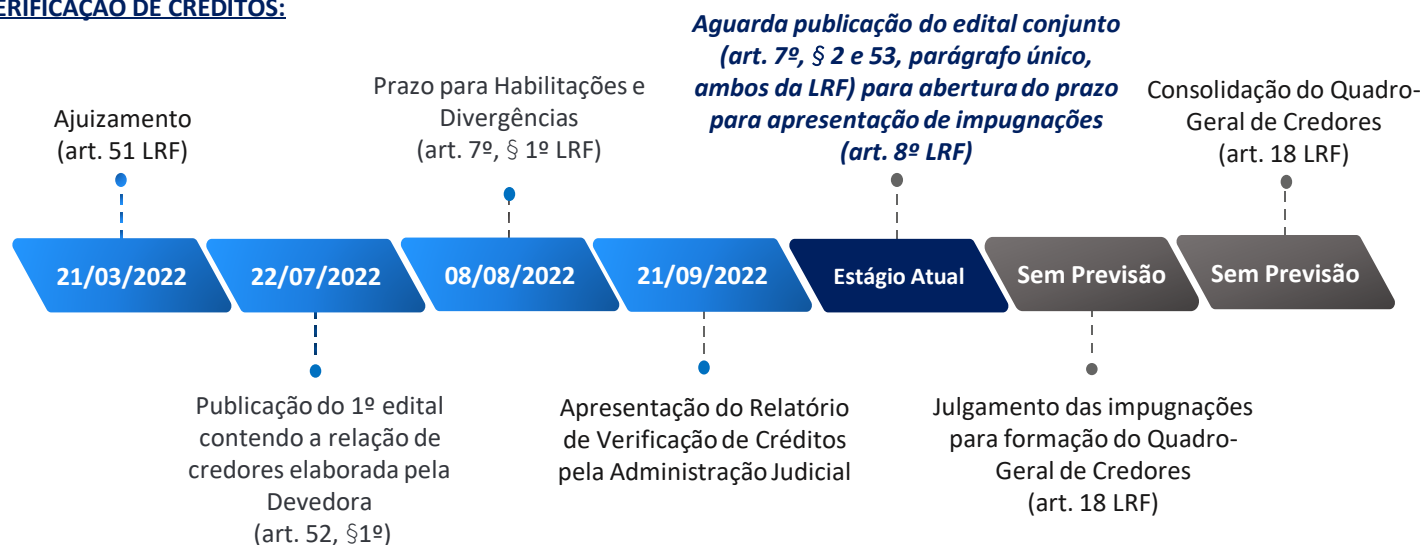 ERIFICAÇÃO DE CRÉDITOS:
Ajuizamento
(art. 51 LRF)
Prazo para Habilitações e
Divergências
(art. 7º, § 1º LRF)
Aguarda publicação do edital conjunto
(art. 7º, § 2 e 53, parágrafo único,
ambos da LRF) para abertura do prazo
para apresentação de impugnações
(art. 8º LRF)
Consolidação do Quadro-
Geral de Credores
(art. 18 LRF)
21/03/2022
22/07/2022
08/08/2022
21/09/2022
Estágio Atual
Sem Previsão
Sem Previsão
Publicação do 1º edital
contendo a relação de
credores elaborada pela
Devedora
(art. 52, §1º)
Apresentação do Relatório
de Verificação de Créditos
pela Administração Judicial
Julgamento das impugnações
para formação do Quadro-
Geral de Credores
(art. 18 LRF)